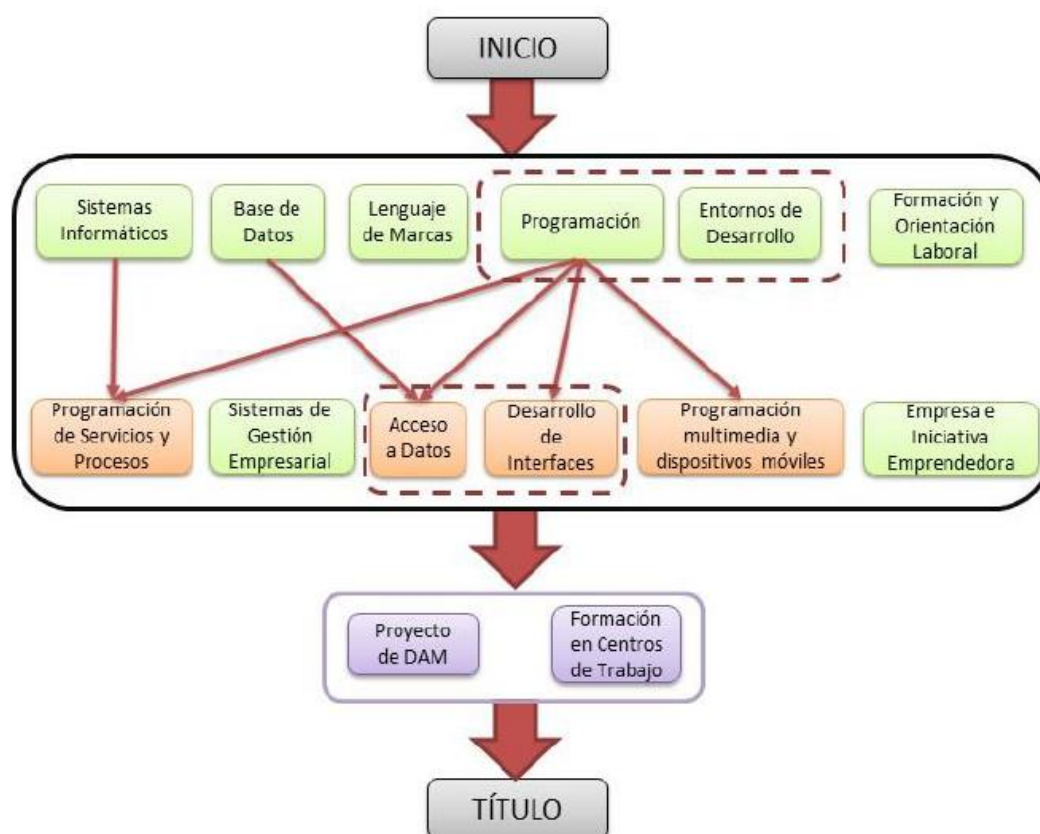 INICIO
Sistemas
Informáticos
Base de
Datos
Lenguaje
de Marcas
Programación
Entornos de
Desarrollo
Formación y
Orientación
Laboral
Programación
de Servicios y
Procesos
Sistemas de
Gestión
Empresarial
Acceso
a Datos
Desarrollo
de
Interfaces
Programación
multimedia y
dispositivos móviles
Empresa e
Iniciativa
Emprendedora
Proyecto
de DAM
Formación
en Centros
de Trabajo
TÍTULO